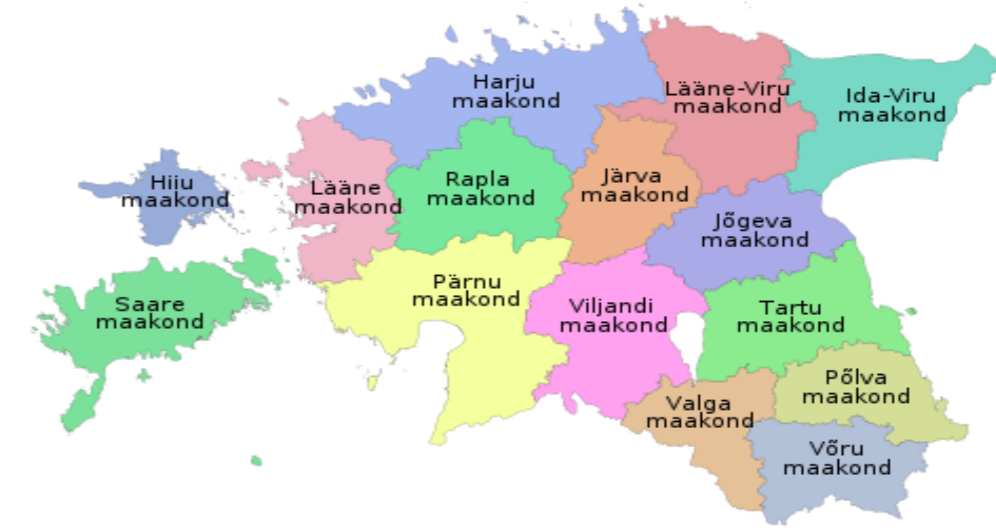 Harju
maakond
Lääne-Viru
maakond
Ida-Viru
maakond
Hiiu
maakond
Lääne
maakond
Rapla
maakond
Järva
maakond
Jõgeva
maakond
Saare
maakond
Pärnu
maakond
Viljandi
maakond
Tartu
maakond
Valga
maakond
Põlva
maakond
Võru
maakond